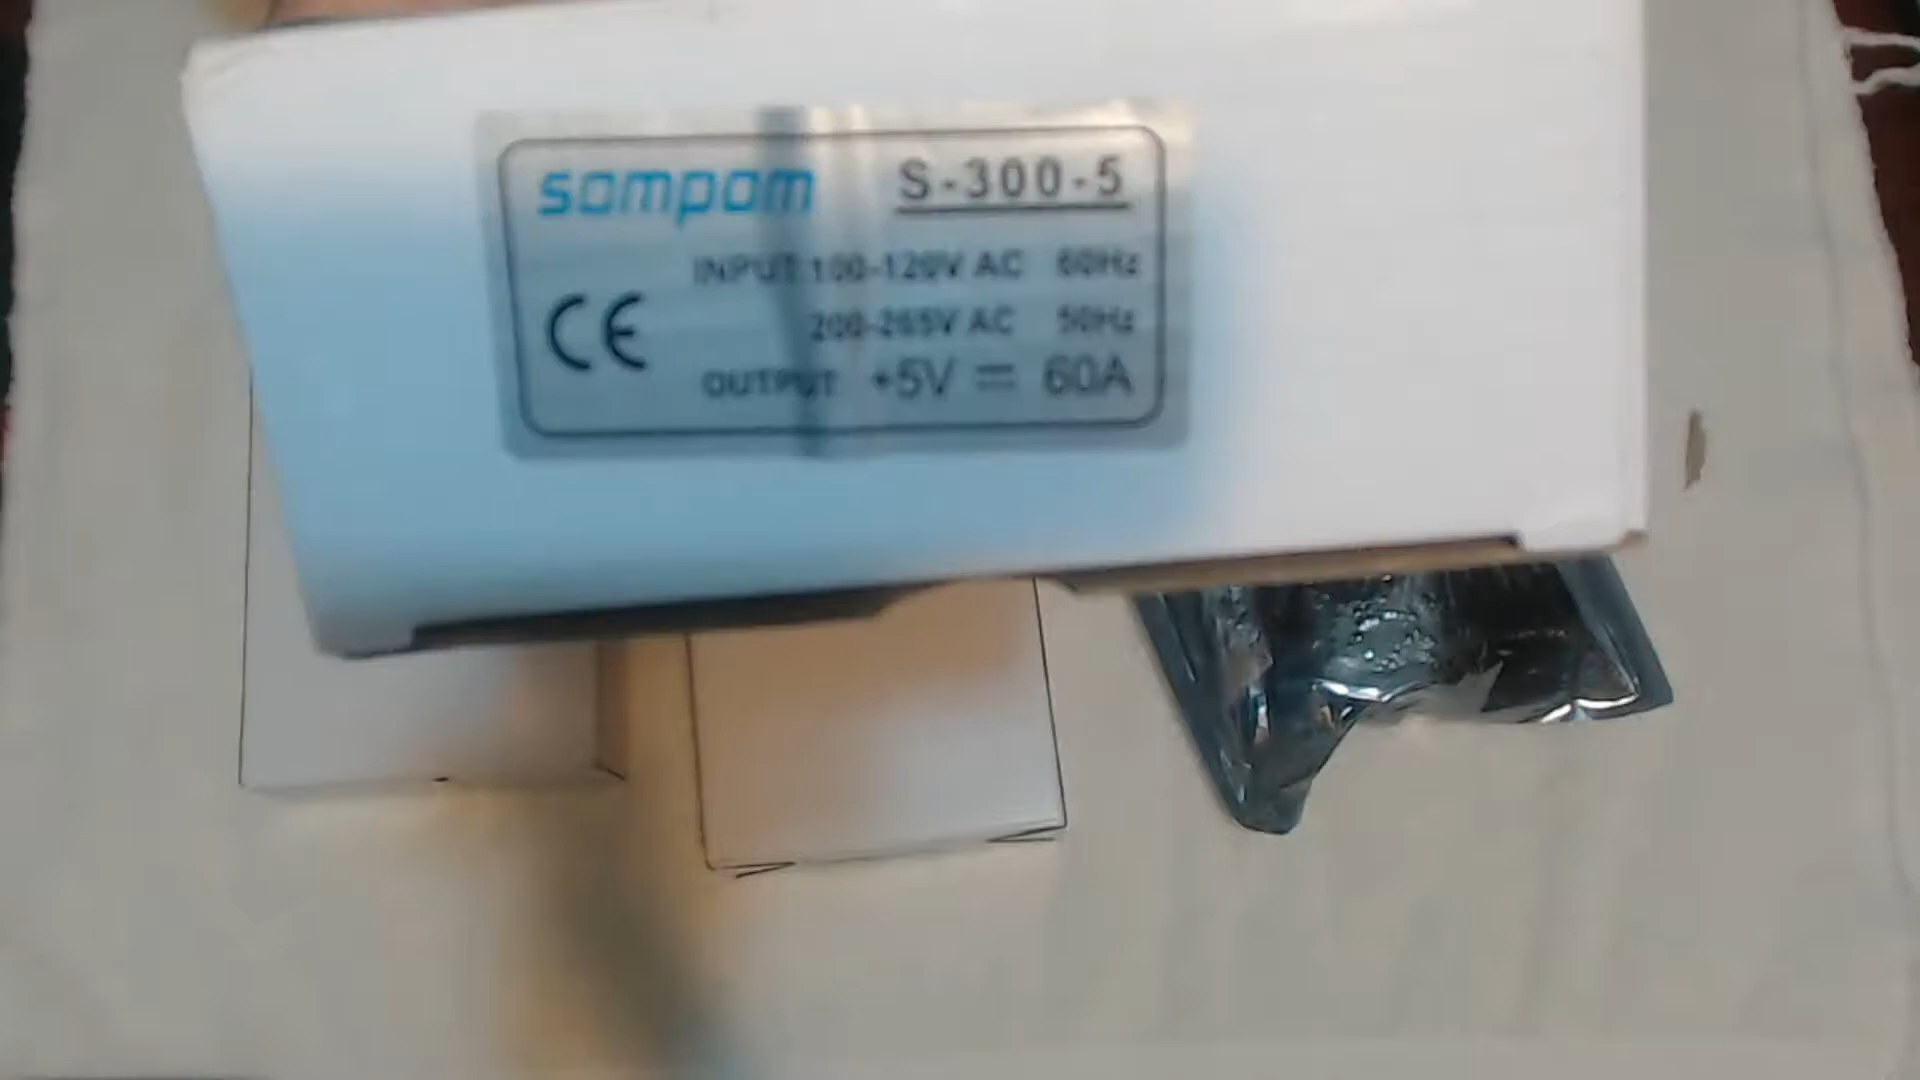 sompom S-300-5
INPUT:100-120V AC 60Hz
200-265V AC 50Hz
CE
OUTPUT +5V = 60A